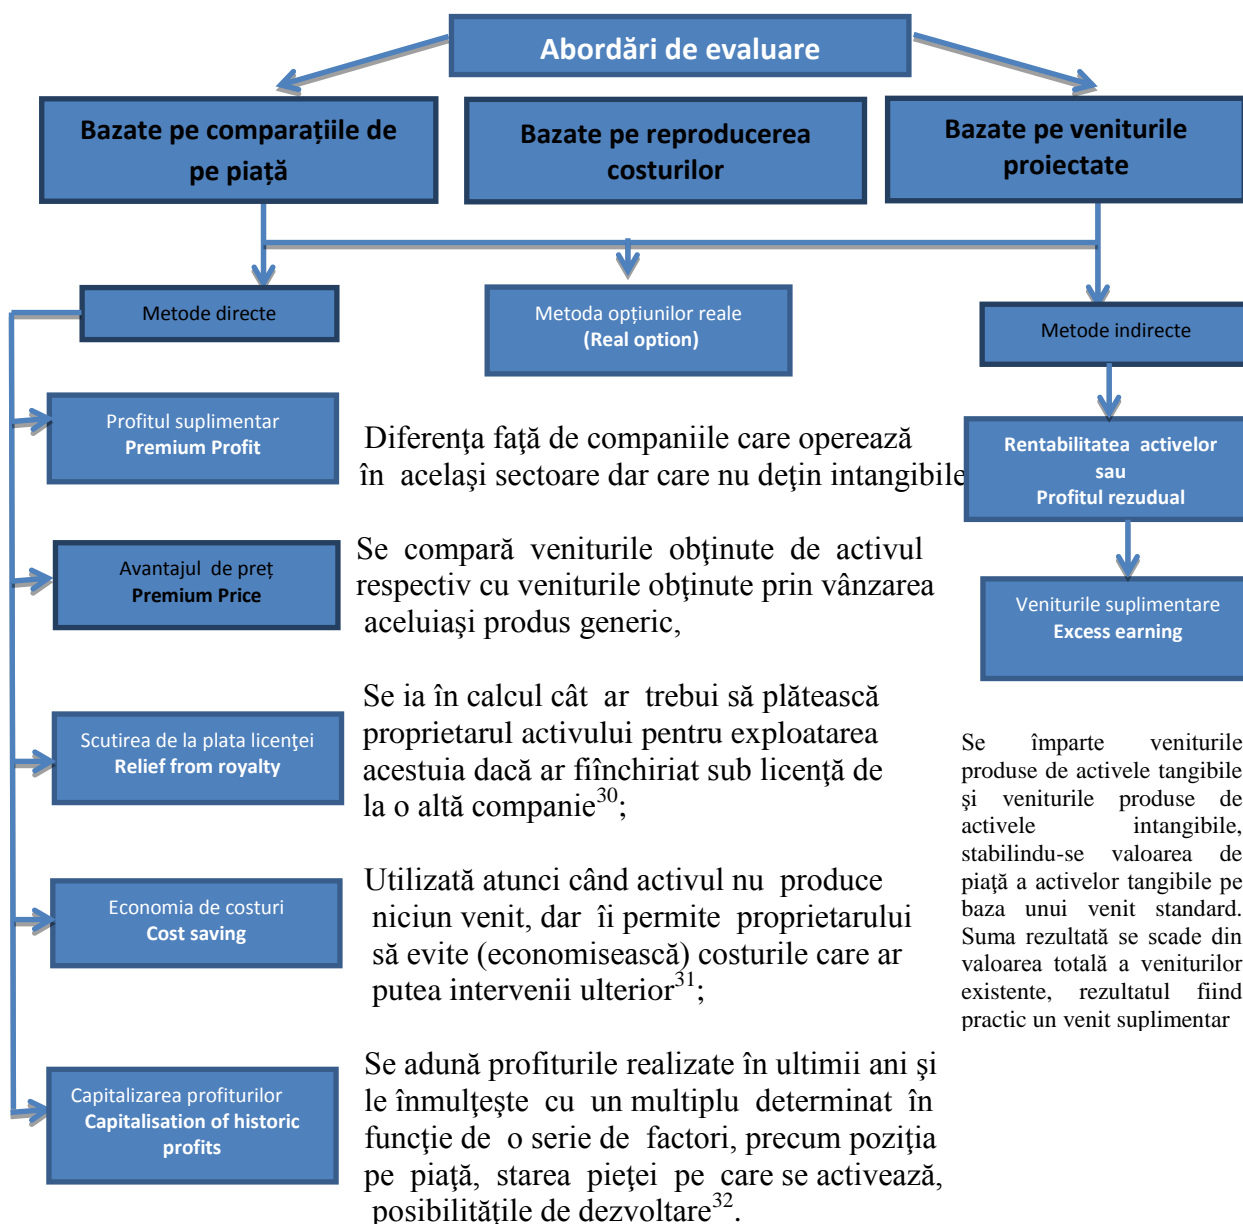 Abordări de evaluare
Bazate pe comparațiile de
pe piață
Bazate pe reproducerea
costurilor
Bazate pe veniturile
proiectate
Metode directe
Metoda opțiunilor reale
(Real option)
Metode indirecte
Profitul suplimentar
Premium Profit
Diferenţa faţă de companiile care operează
în acelaşi sectoare dar care nu deţin intangibile
Rentabilitatea activelor
sau
Profitul rezudual
Avantajul de preț
Premium Price
Se compară veniturile obţinute de activul
respectiv cu veniturile obţinute prin vânzarea
aceluiaşi produs generic,
Veniturile suplimentare
Excess earning
Scutirea de la plata licenţei
Relief from royalty
Se ia în calcul cât ar trebui să plătească
proprietarul activului pentru exploatarea
acestuia dacă ar fiînchiriat sub licenţă de
la o altă companie30;
Se împarte veniturile
produse de activele tangibile
şi veniturile produse de
activele intangibile,
stabilindu-se valoarea de
piaţă a activelor tangibile pe
baza unui venit standard.
Suma rezultată se scade din
valoarea totală a veniturilor
existente, rezultatul fiind
practic un venit suplimentar
Economia de costuri
Cost saving
Utilizată atunci când activul nu produce
niciun venit, dar îi permite proprietarului
să evite (economisească) costurile care ar
putea intervenii ulterior31;
Capitalizarea profiturilor
Capitalisation of historic
profits
Se adună profiturile realizate în ultimii ani şi
le înmulţeşte cu un multiplu determinat în
funcţie de o serie de factori, precum poziţia
pe piaţă, starea pieţei pe care se activează,
posibilităţile de dezvoltare32.